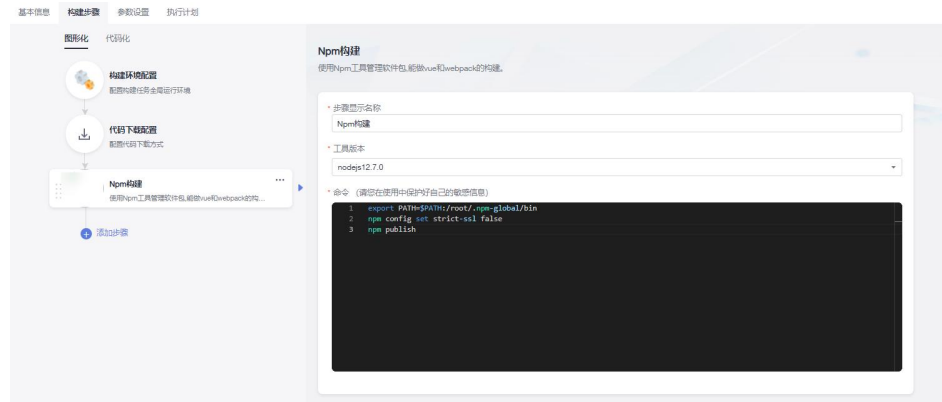 基本信息 构建步骤 参数设置 执行计划
图形化 代码化
构建环境配置
配置构建任务全局运行环境
代码下载配置
配置代码下载方式
Npm构建
使用Npm工具管理软件包,能做vue和webpack的构...
添加步骤
Npm构建
使用Npm工具管理软件包,能做vue和webpack的构建。
* 步骤显示名称
Npm构建
* 工具版本
nodejs12.7.0
* 命令 (请您在使用中保护好自己的敏感信息)
1 export PATH=$PATH:/root/.npm-global/bin
2 npm config set strict-ssl false
3 npm publish